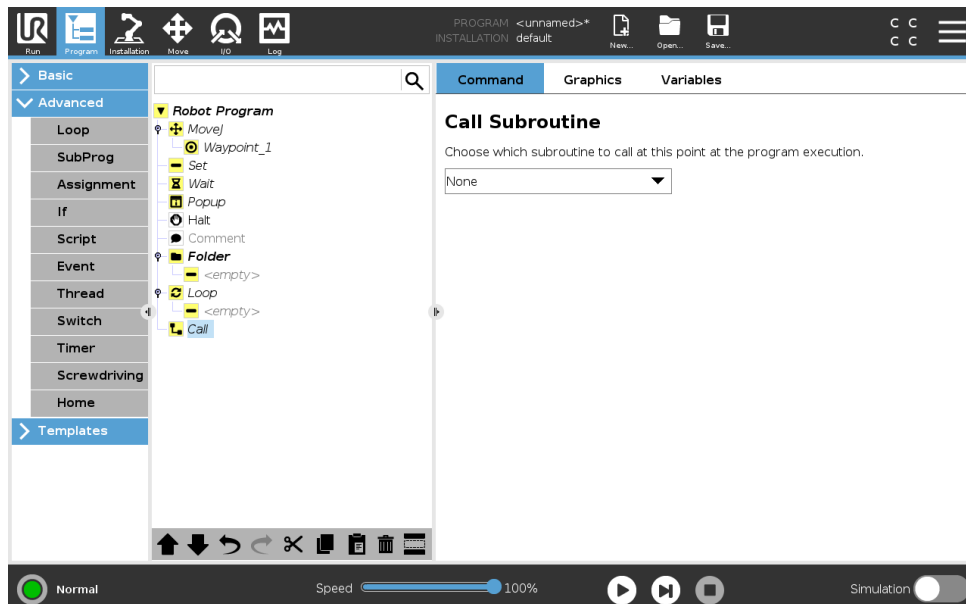 PROGRAM <unnamed>*
INSTALLATION default
UR
Run
Program
Installation
Move
I/O
Log
New...
Open...
Save...
C C
C C
Basic
Advanced
Loop
SubProg
Assignment
If
Script
Event
Thread
Switch
Timer
Screwdriving
Home
Templates
Robot Program
MoveJ
Waypoint_1
Set
Wait
Popup
Halt
Comment
Folder
<empty>
Loop
<empty>
Call
Command Graphics Variables
Call Subroutine
Choose which subroutine to call at this point at the program execution.
None
Normal
Speed 100%
Simulation